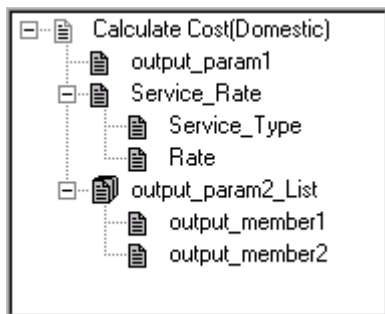 Calculate Cost(Domestic)
output_param1
Service_Rate
Service_Type
Rate
output_param2_List
output_member1
output_member2